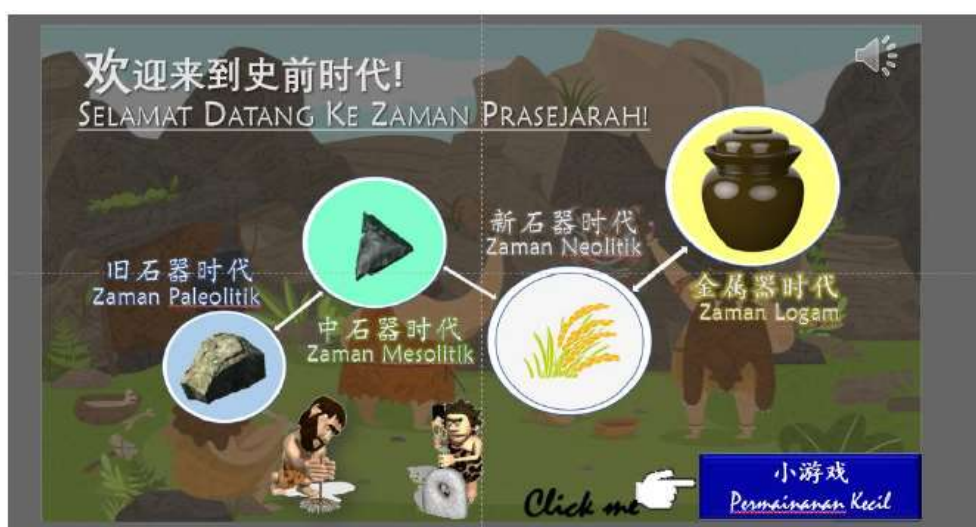 欢迎来到史前时代!
SELAMAT DATANG KE ZAMAN PRASEJARAH!
旧石器时代
Zaman Paleolitik
中石器时代
Zaman Mesolitik
新石器时代
Zaman Neolitik
金属器时代
Zaman Logam
Click me
小游戏
Permainanan Kecil